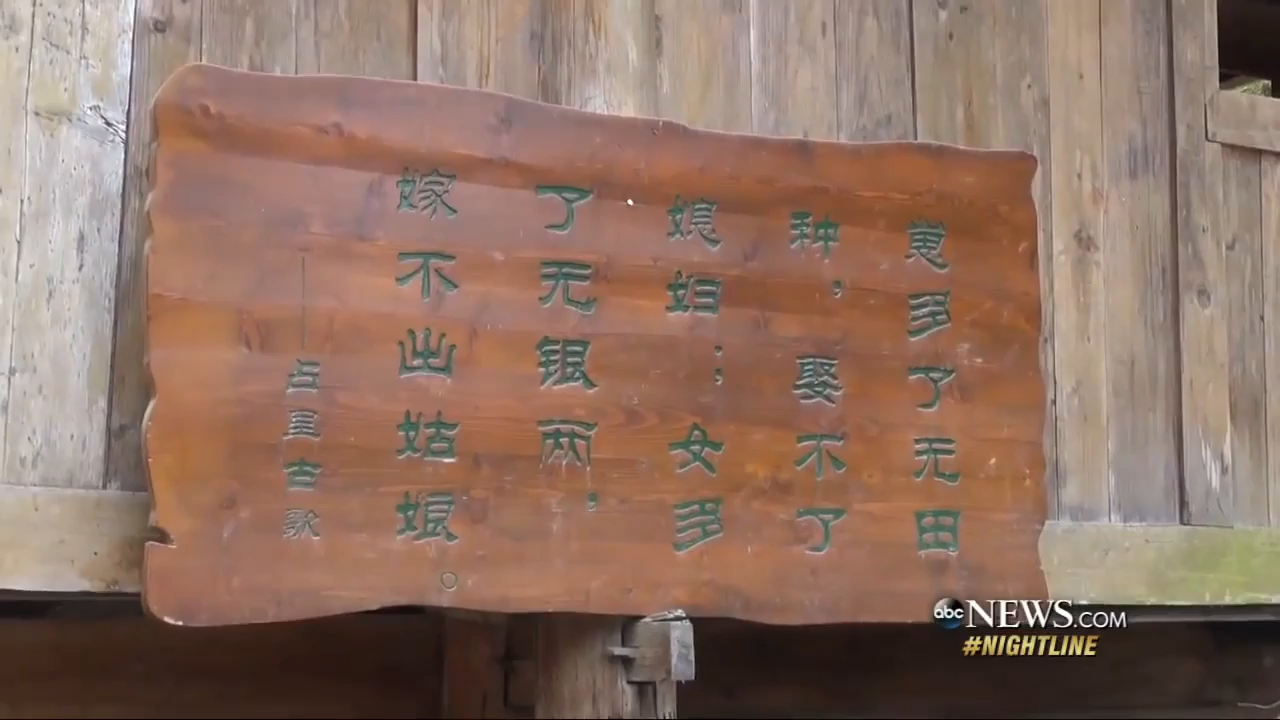 崽多了无田
种，娶不了
媳妇；女多
了无银两，
嫁不出姑娘。
——占里古歌
abc NEWS.COM
#NIGHTLINE